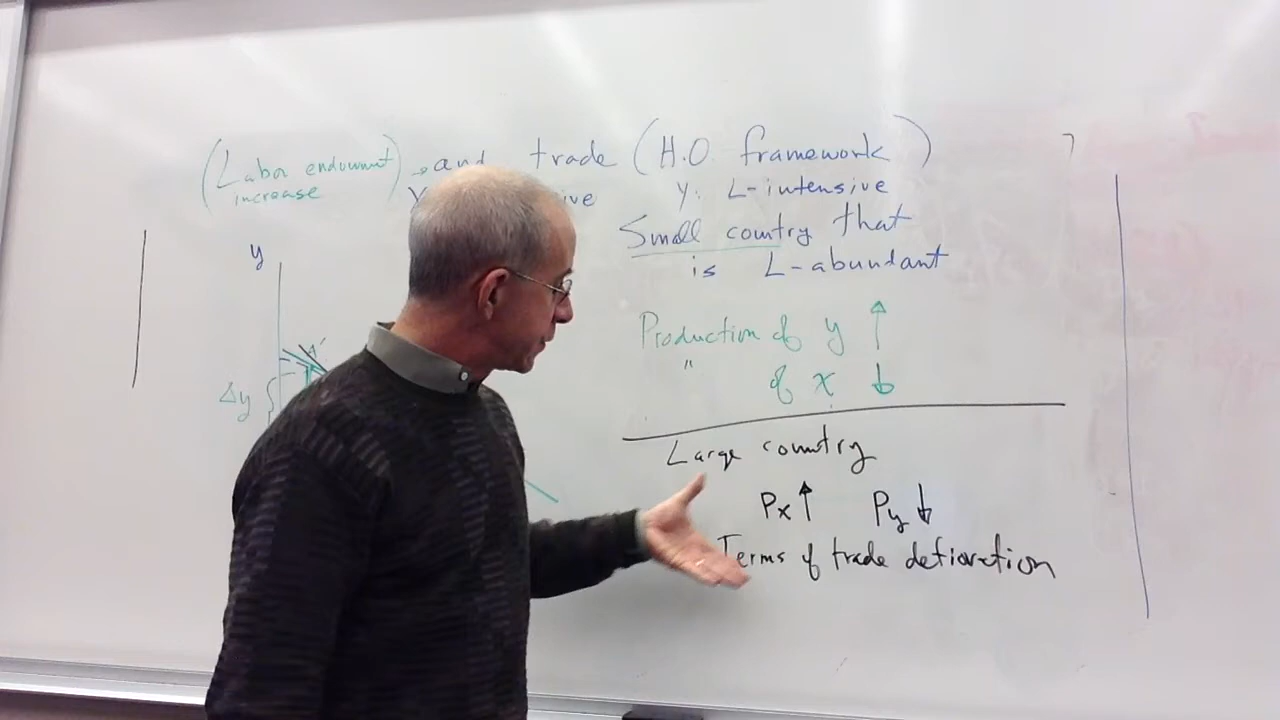 (Labor endowment increase) → and trade (H.O. framework)
Y: L-intensive
Small country that
is L-abundant
y
A'
Δy
Production of y ↑
" of x ↓
Large country
Px ↑ Py ↓
Terms of trade detioration